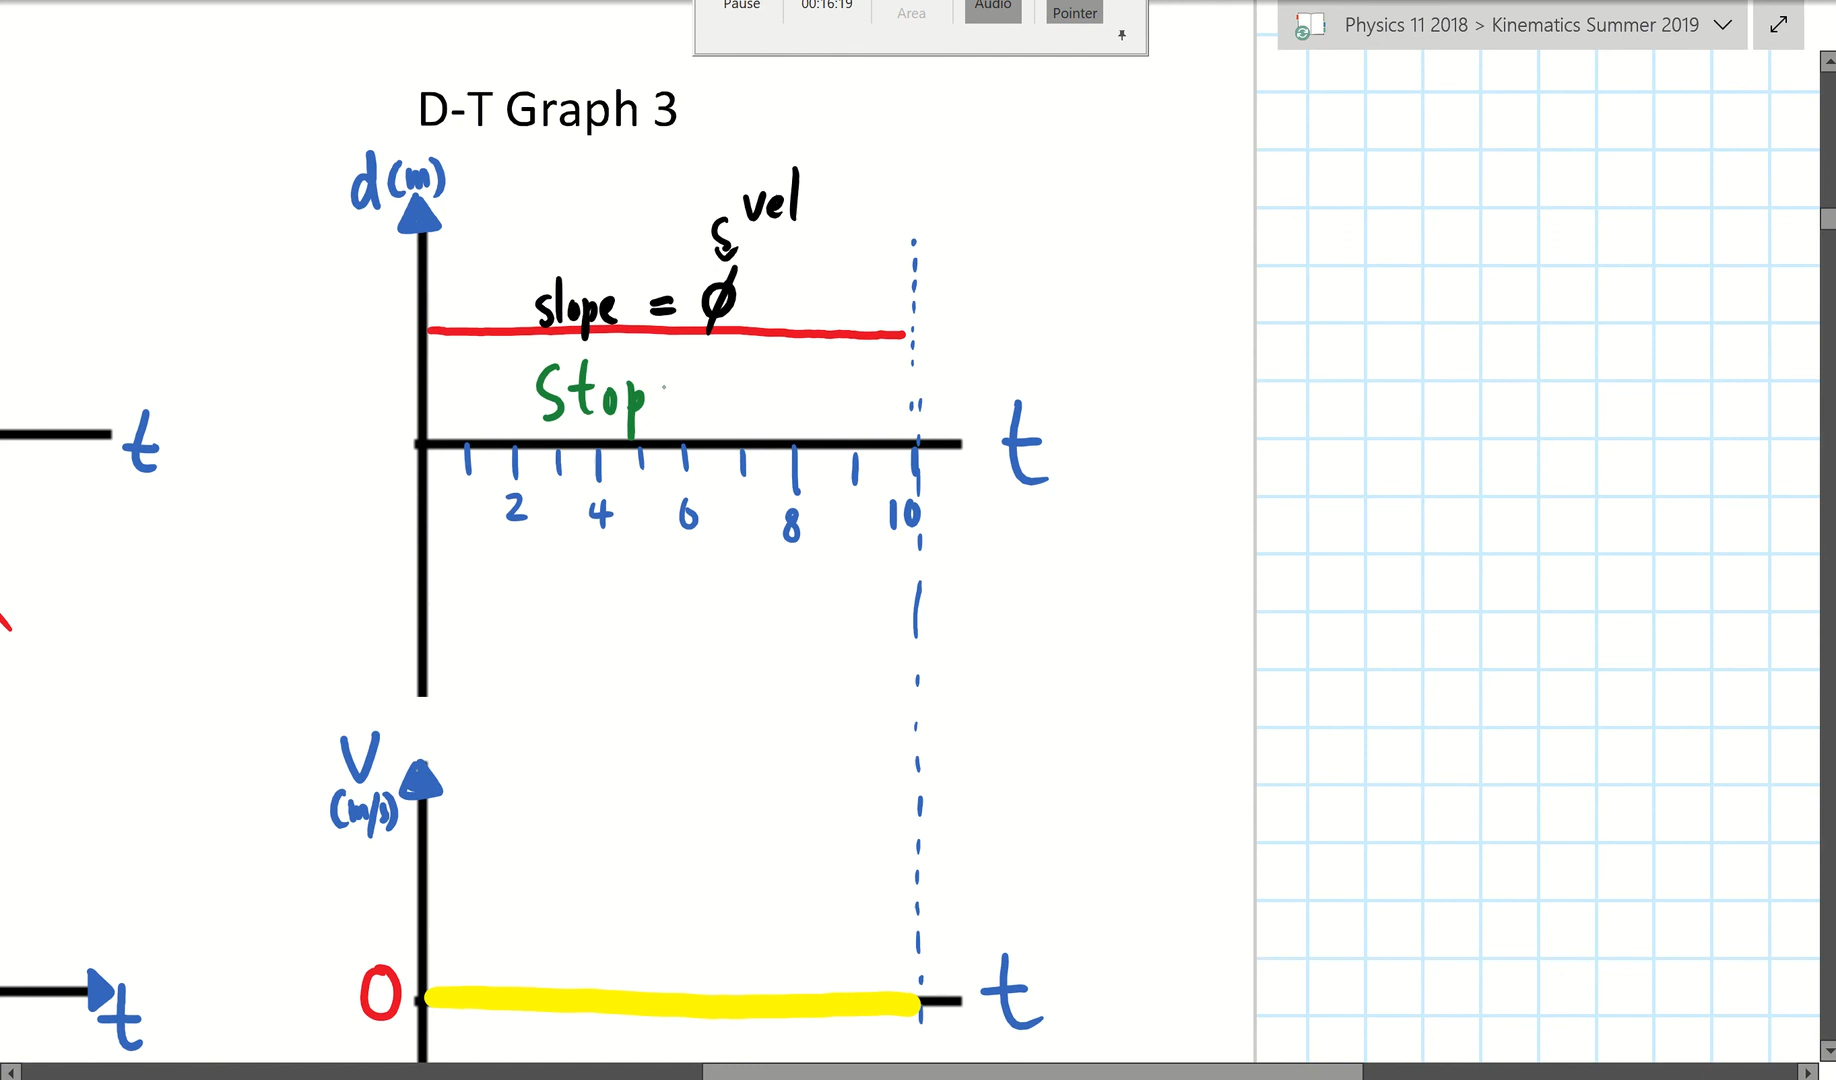 Pause 00:16:19 Area Audio Pointer
Physics 11 2018 > Kinematics Summer 2019
D-T Graph 3
d(m)
vel
slope = ϕ
Stop
t
t
2 4 6 8 10
V
(m/s)
0
t
t